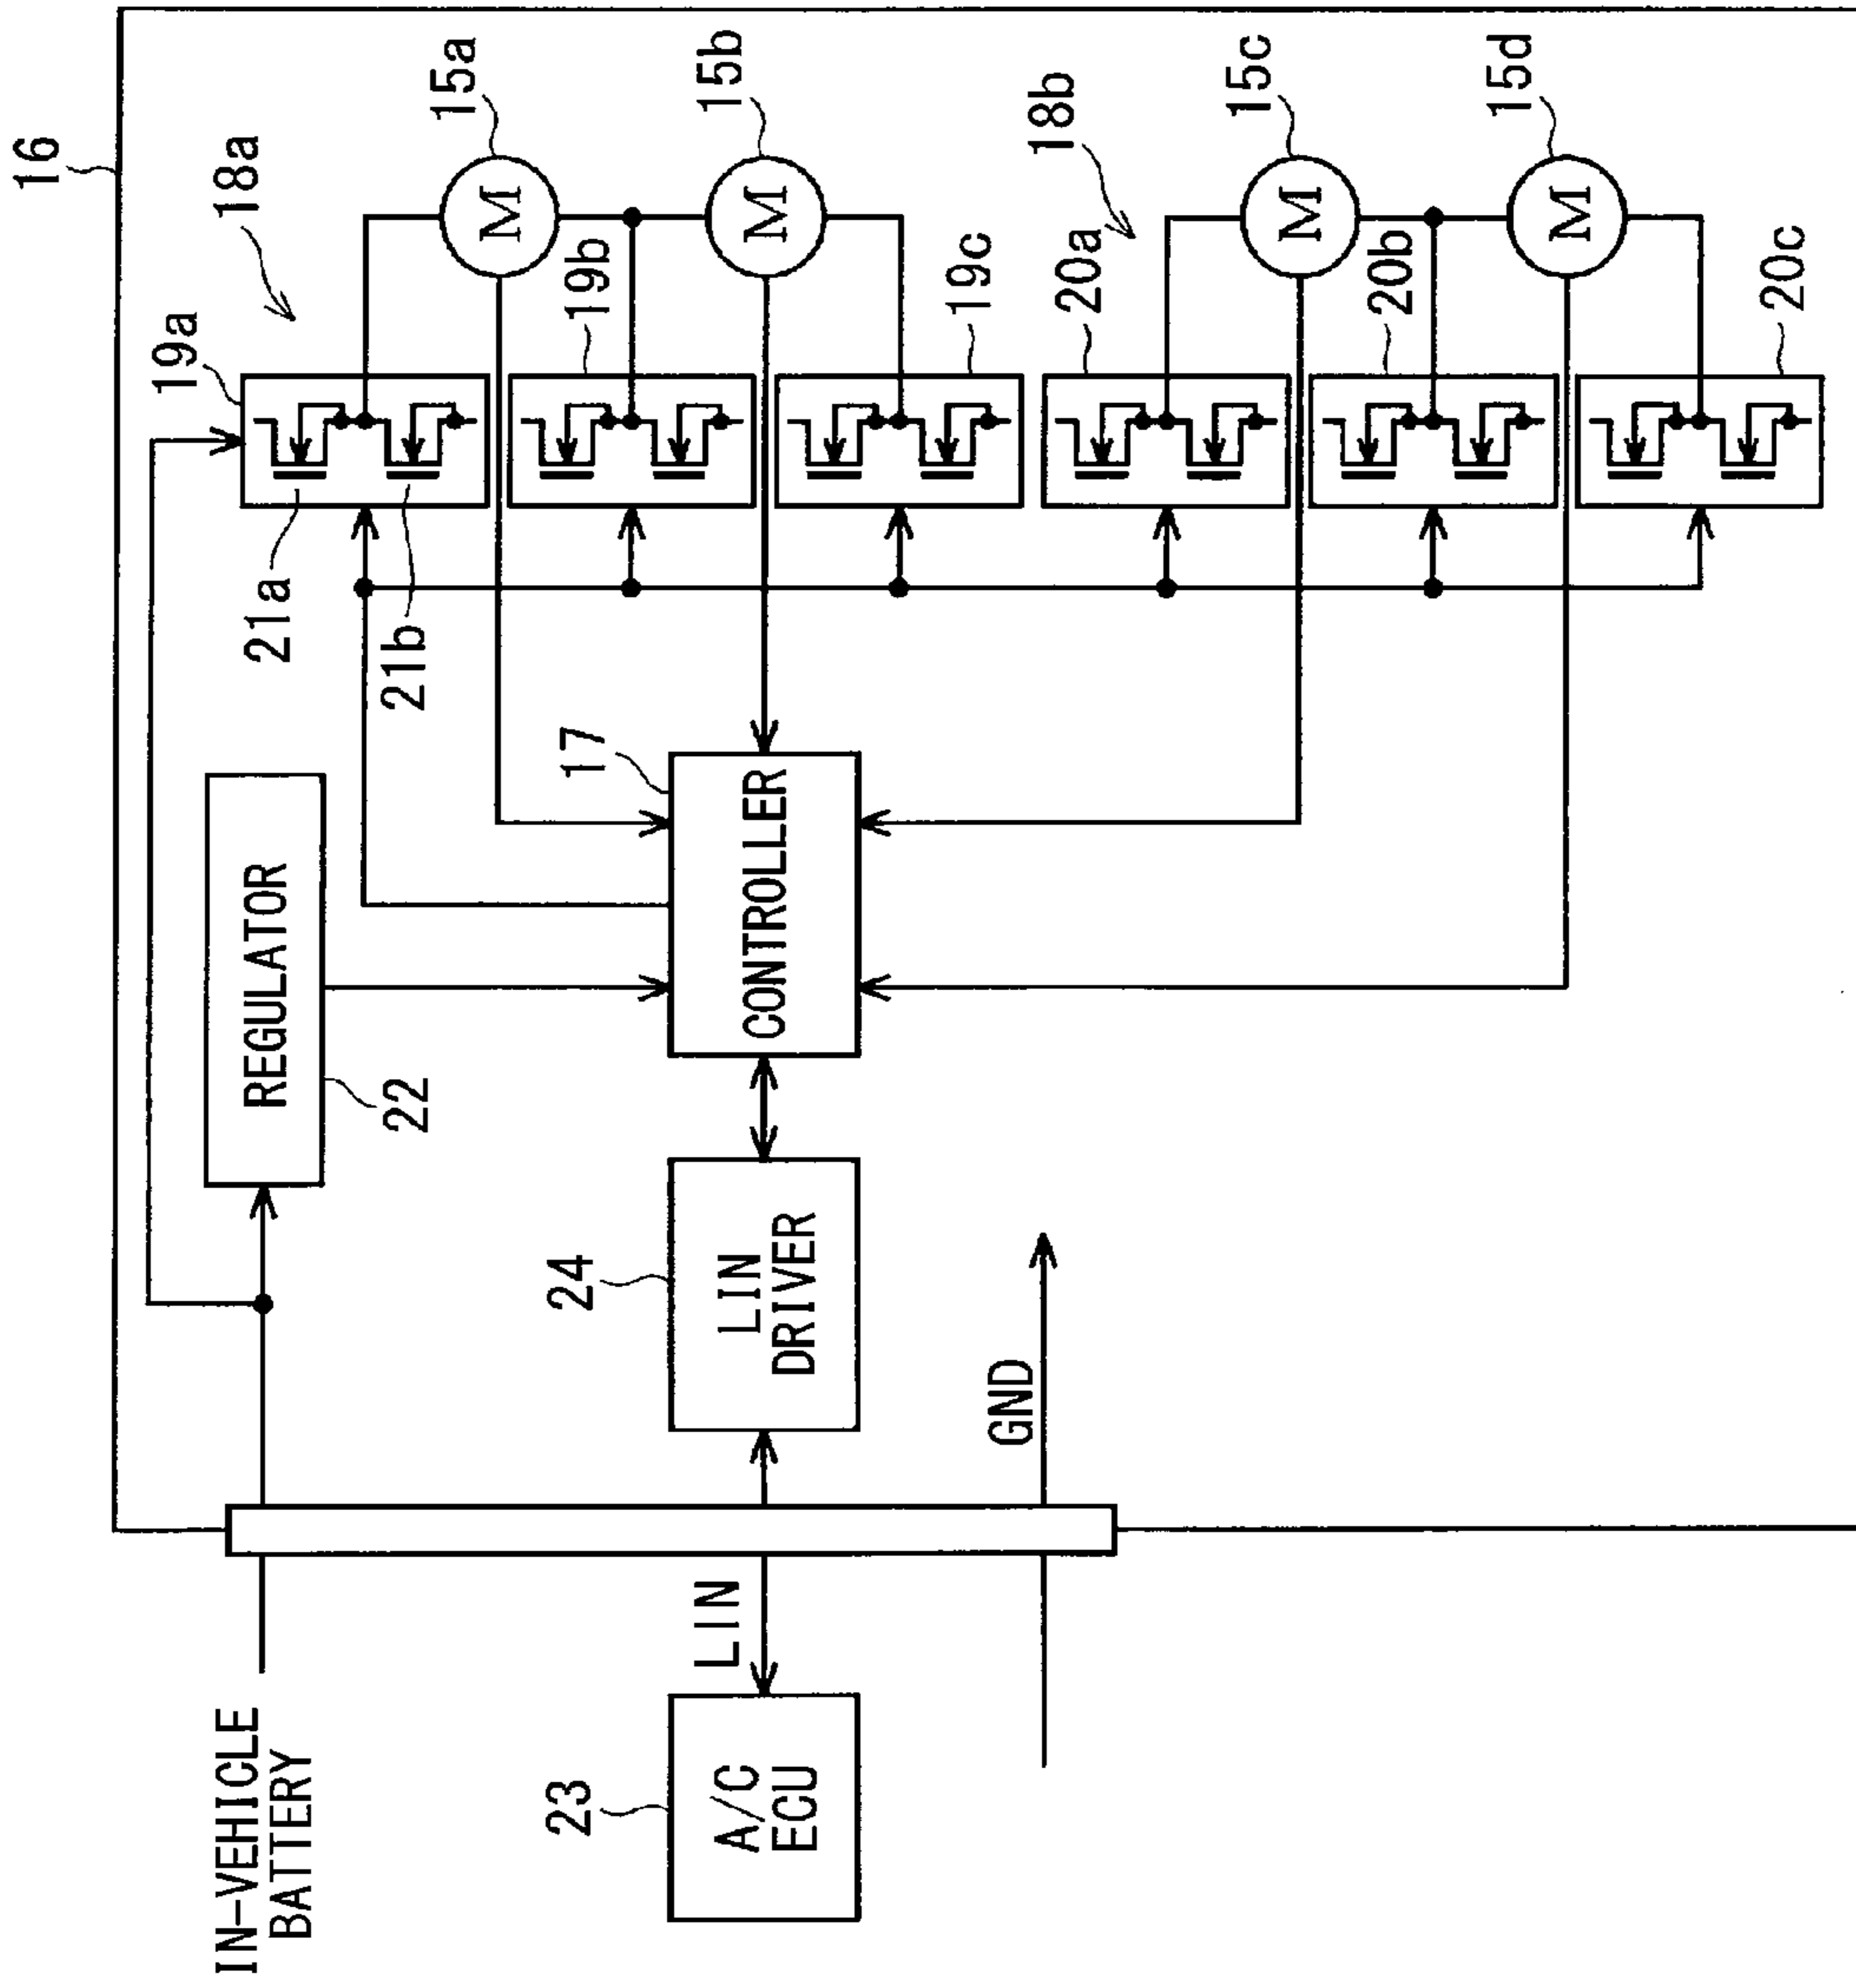 16
18a
19a
15a
15b
19b
19c
18b
20a
15c
20b
15d
20c
21a
21b
17
REGULATOR
22
CONTROLLER
24
LIN
DRIVER
GND
LIN
IN-VEHICLE
BATTERY
23
A/C
ECU
M
M
M
M